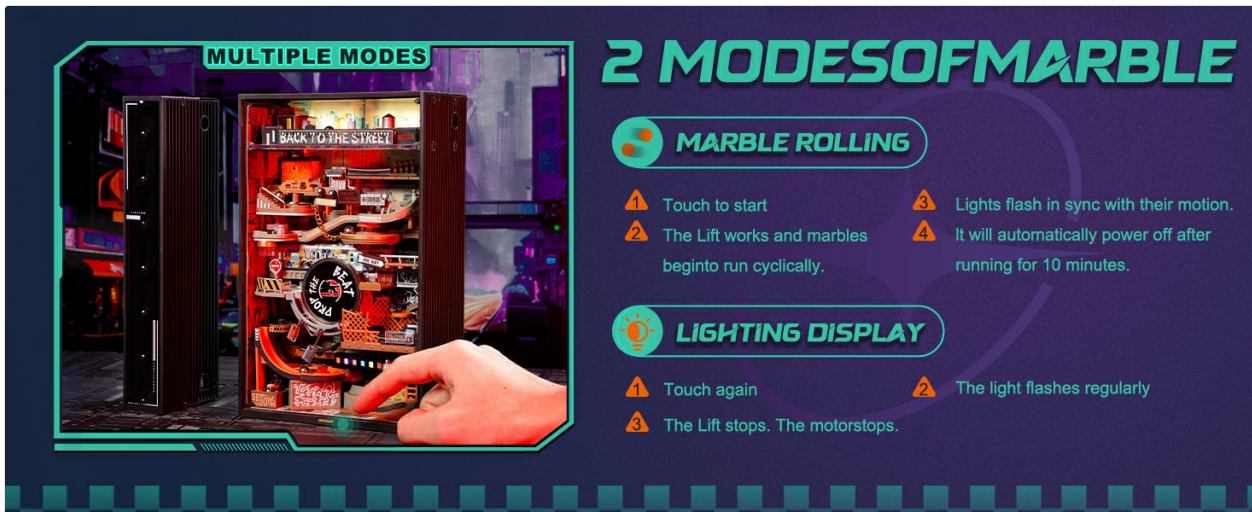 MULTIPLE MODES
BACK TO THE STREET
DROP THE BEAT
2 MODESOFMARBLE
MARBLE ROLLING
1 Touch to start
2 The Lift works and marbles
beginto run cyclically.
3 Lights flash in sync with their motion.
4 It will automatically power off after
running for 10 minutes.
LIGHTING DISPLAY
1 Touch again
2 The light flashes regularly
3 The Lift stops. The motorstops.